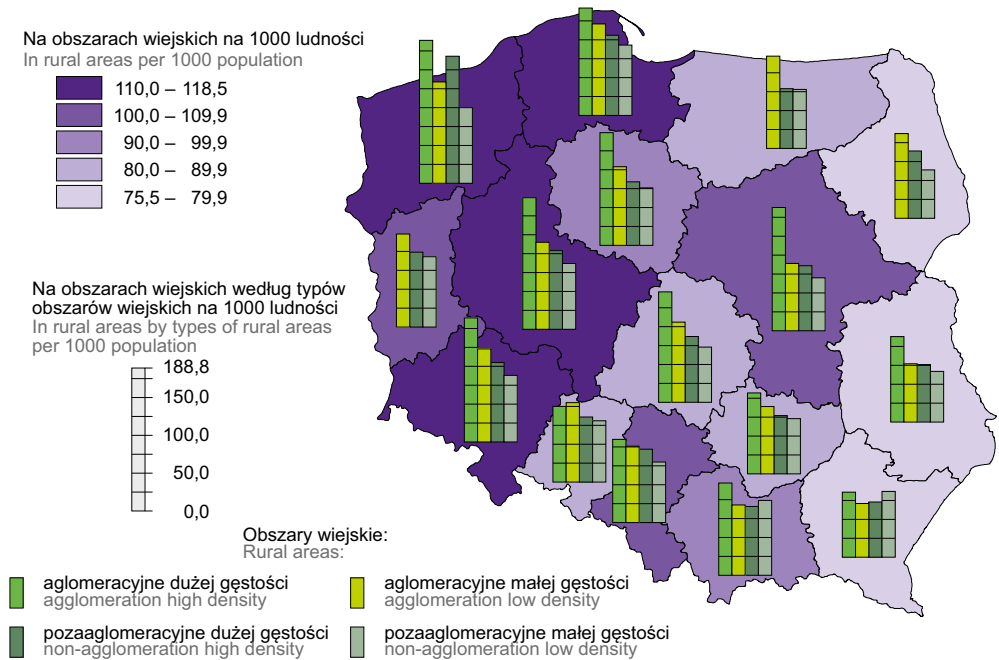 Na obszarach wiejskich na 1000 ludności
In rural areas per 1000 population
110,0 – 118,5
100,0 – 109,9
90,0 – 99,9
80,0 – 89,9
75,5 – 79,9
Na obszarach wiejskich według typów
obszarów wiejskich na 1000 ludności
In rural areas by types of rural areas
per 1000 population
188,8
150,0
100,0
50,0
0,0
Obszary wiejskie:
Rural areas:
aglomeracyjne dużej gęstości
agglomeration high density
aglomeracyjne małej gęstości
agglomeration low density
pozaaglomeracyjne dużej gęstości
non-agglomeration high density
pozaaglomeracyjne małej gęstości
non-agglomeration low density